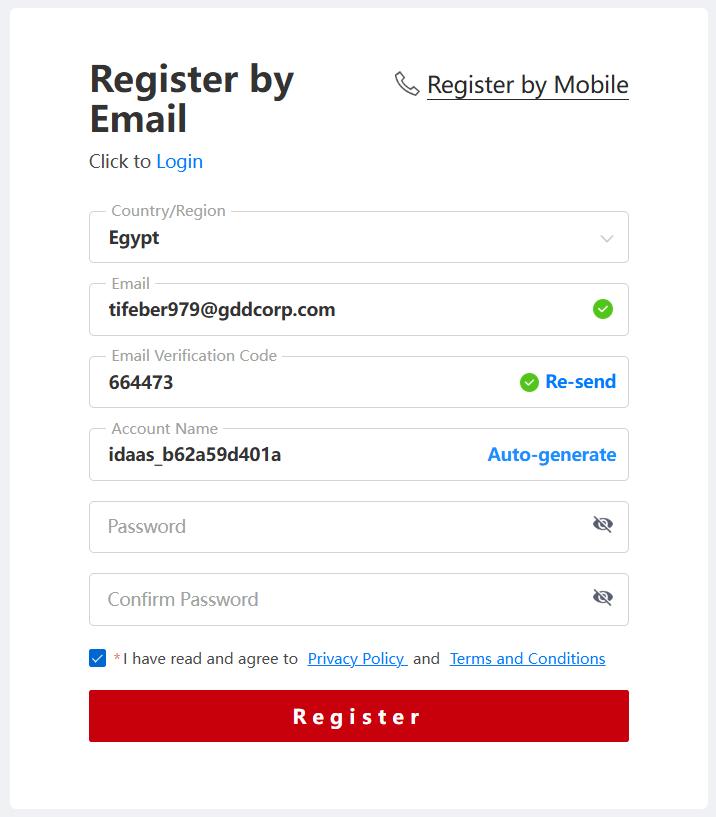 Register by
Email
Register by Mobile
Click to Login
Country/Region
Egypt
Email
tifeber979@gddcorp.com
Email Verification Code
664473
Re-send
Account Name
idaas_b62a59d401a
Auto-generate
Password
Confirm Password
*I have read and agree to Privacy Policy and Terms and Conditions
Register